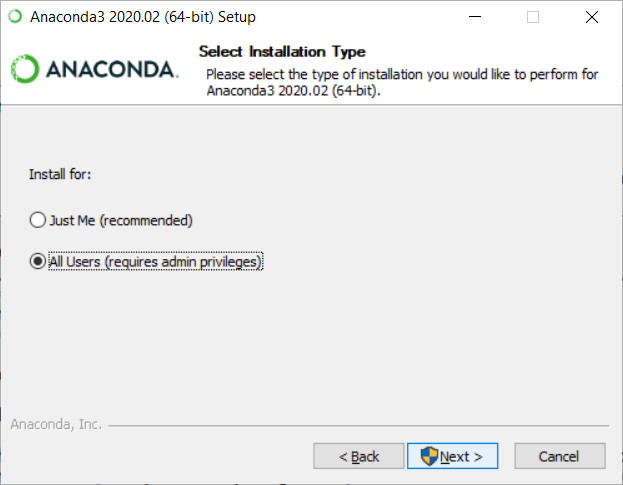 Anaconda3 2020.02 (64-bit) Setup
Select Installation Type
ANACONDA.
Please select the type of installation you would like to perform for
Anaconda3 2020.02 (64-bit).
Install for:
Just Me (recommended)
All Users (requires admin privileges)
Anaconda, Inc.
< Back
Next >
Cancel